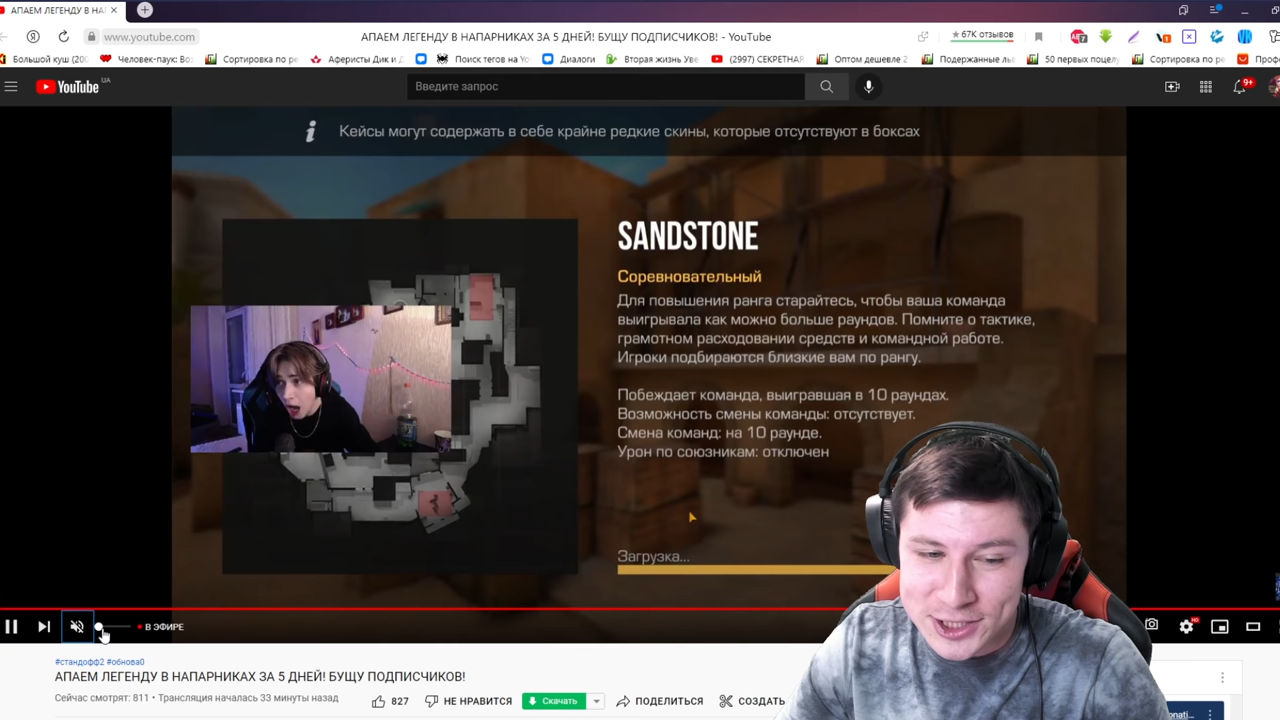 АПАЕМ ЛЕГЕНДУ В НА
www.youtube.com
АПАЕМ ЛЕГЕНДУ В НАПАРНИКАХ ЗА 5 ДНЕЙ! БУЩУ ПОДПИСЧИКОВ! - YouTube
★ 67К отзывов
Большой куш (200
Человек-паук: Воз
Сортировка по ре
Аферисты Дик и Д
Поиск тегов на Yo
Диалоги
Вторая жизнь Уве
(2997) СЕКРЕТНАЯ
Оптом дешевле 2
Подержанные
50 первых поцелу
Сортировка по ре
Проф
YouTube UA
Введите запрос
9+
Кейсы могут содержать в себе крайне редкие скины, которые отсутствуют в боксах
SANDSTONE
Соревновательный
Для повышения ранга старайтесь, чтобы ваша команда
выигрывала как можно больше раундов. Помните о тактике,
грамотном расходовании средств и командной работе.
Игроки подбираются близкие вам по рангу.
Побеждает команда, выигравшая в 10 раундах.
Возможность смены команды: отсутствует.
Смена команд: на 10 раунде.
Урон по союзникам: отключен
Загрузка...
В ЭФИРЕ
#стандофф2 #обнова0
АПАЕМ ЛЕГЕНДУ В НАПАРНИКАХ ЗА 5 ДНЕЙ! БУЩУ ПОДПИСЧИКОВ!
Сейчас смотрят: 811 • Трансляция началась 33 минуты назад
827
НЕ НРАВИТСЯ
Скачать
ПОДЕЛИТЬСЯ
СОЗДАТЬ